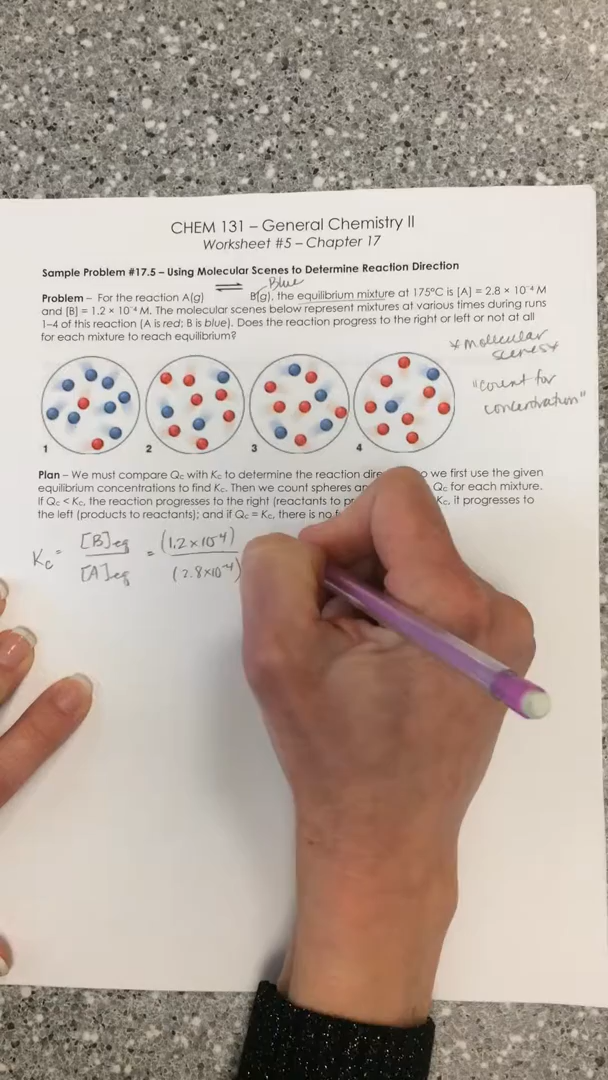 CHEM 131 – General Chemistry II
Worksheet #5 – Chapter 17
Sample Problem #17.5 – Using Molecular Scenes to Determine Reaction Direction
Blue
Problem – For the reaction A(g) ⇌ B(g), the equilibrium mixture at 175°C is [A] = 2.8 × 10⁻⁴ M
and [B] = 1.2 × 10⁻⁴ M. The molecular scenes below represent mixtures at various times during runs
1–4 of this reaction (A is red; B is blue). Does the reaction progress to the right or left or not at all
for each mixture to reach equilibrium?
*molecular
scenes*
"count for
concentration"
1 2 3 4
Plan – We must compare Qc with Kc to determine the reaction we first use the given
equilibrium concentrations to find Kc. Then we count spheres Qc for each mixture.
If Qc < Kc, the reaction progresses to the right (reactants to Kc, it progresses to
the left (products to reactants); and if Qc = Kc, there is no
Kc = [B]eq = (1.2×10⁻⁴)
[A]eq (2.8×10⁻⁴)